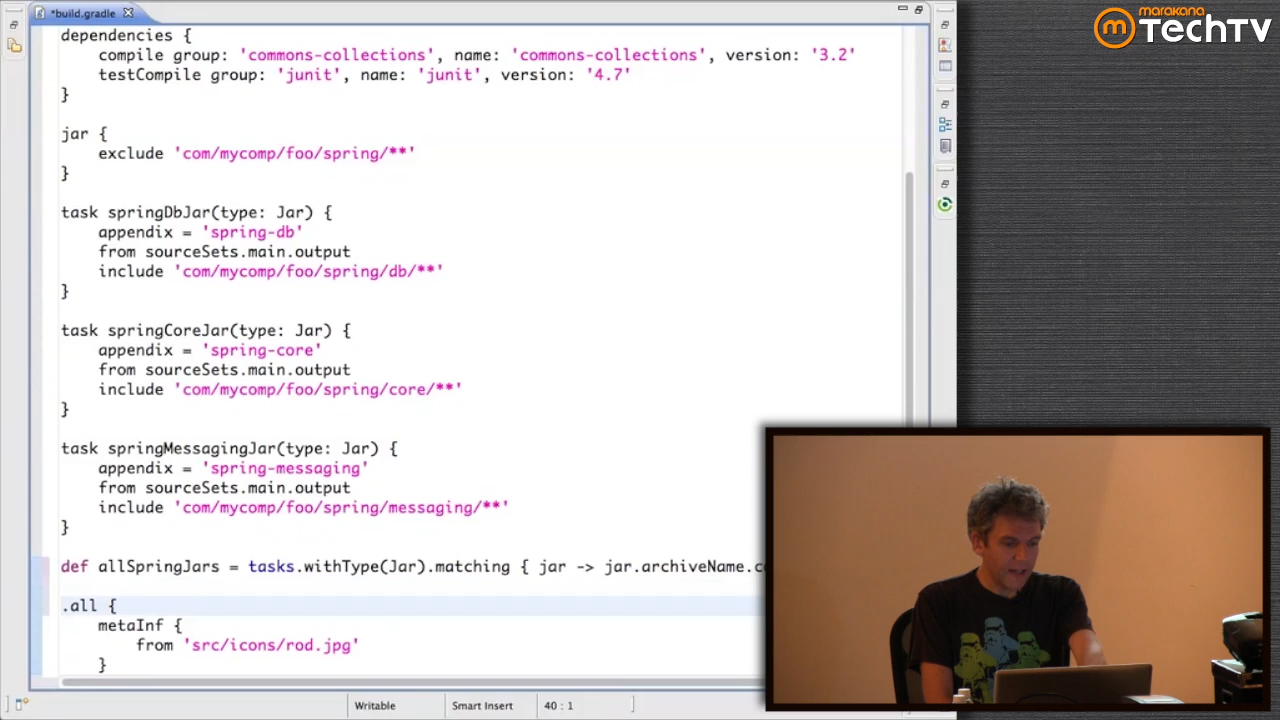 *build.gradle
marakana
TechTV
dependencies {
compile group: 'commons-collections', name: 'commons-collections', version: '3.2'
testCompile group: 'junit', name: 'junit', version: '4.7'
}
jar {
exclude 'com/mycomp/foo/spring/**'
}
task springDbJar(type: Jar) {
appendix = 'spring-db'
from sourceSets.main.output
include 'com/mycomp/foo/spring/db/**'
}
task springCoreJar(type: Jar) {
appendix = 'spring-core'
from sourceSets.main.output
include 'com/mycomp/foo/spring/core/**'
}
task springMessagingJar(type: Jar) {
appendix = 'spring-messaging'
from sourceSets.main.output
include 'com/mycomp/foo/spring/messaging/**'
}
def allSpringJars = tasks.withType(Jar).matching { jar -> jar.archiveName.co
.all {
metaInf {
from 'src/icons/rod.jpg'
}
Writable
Smart Insert
40 : 1